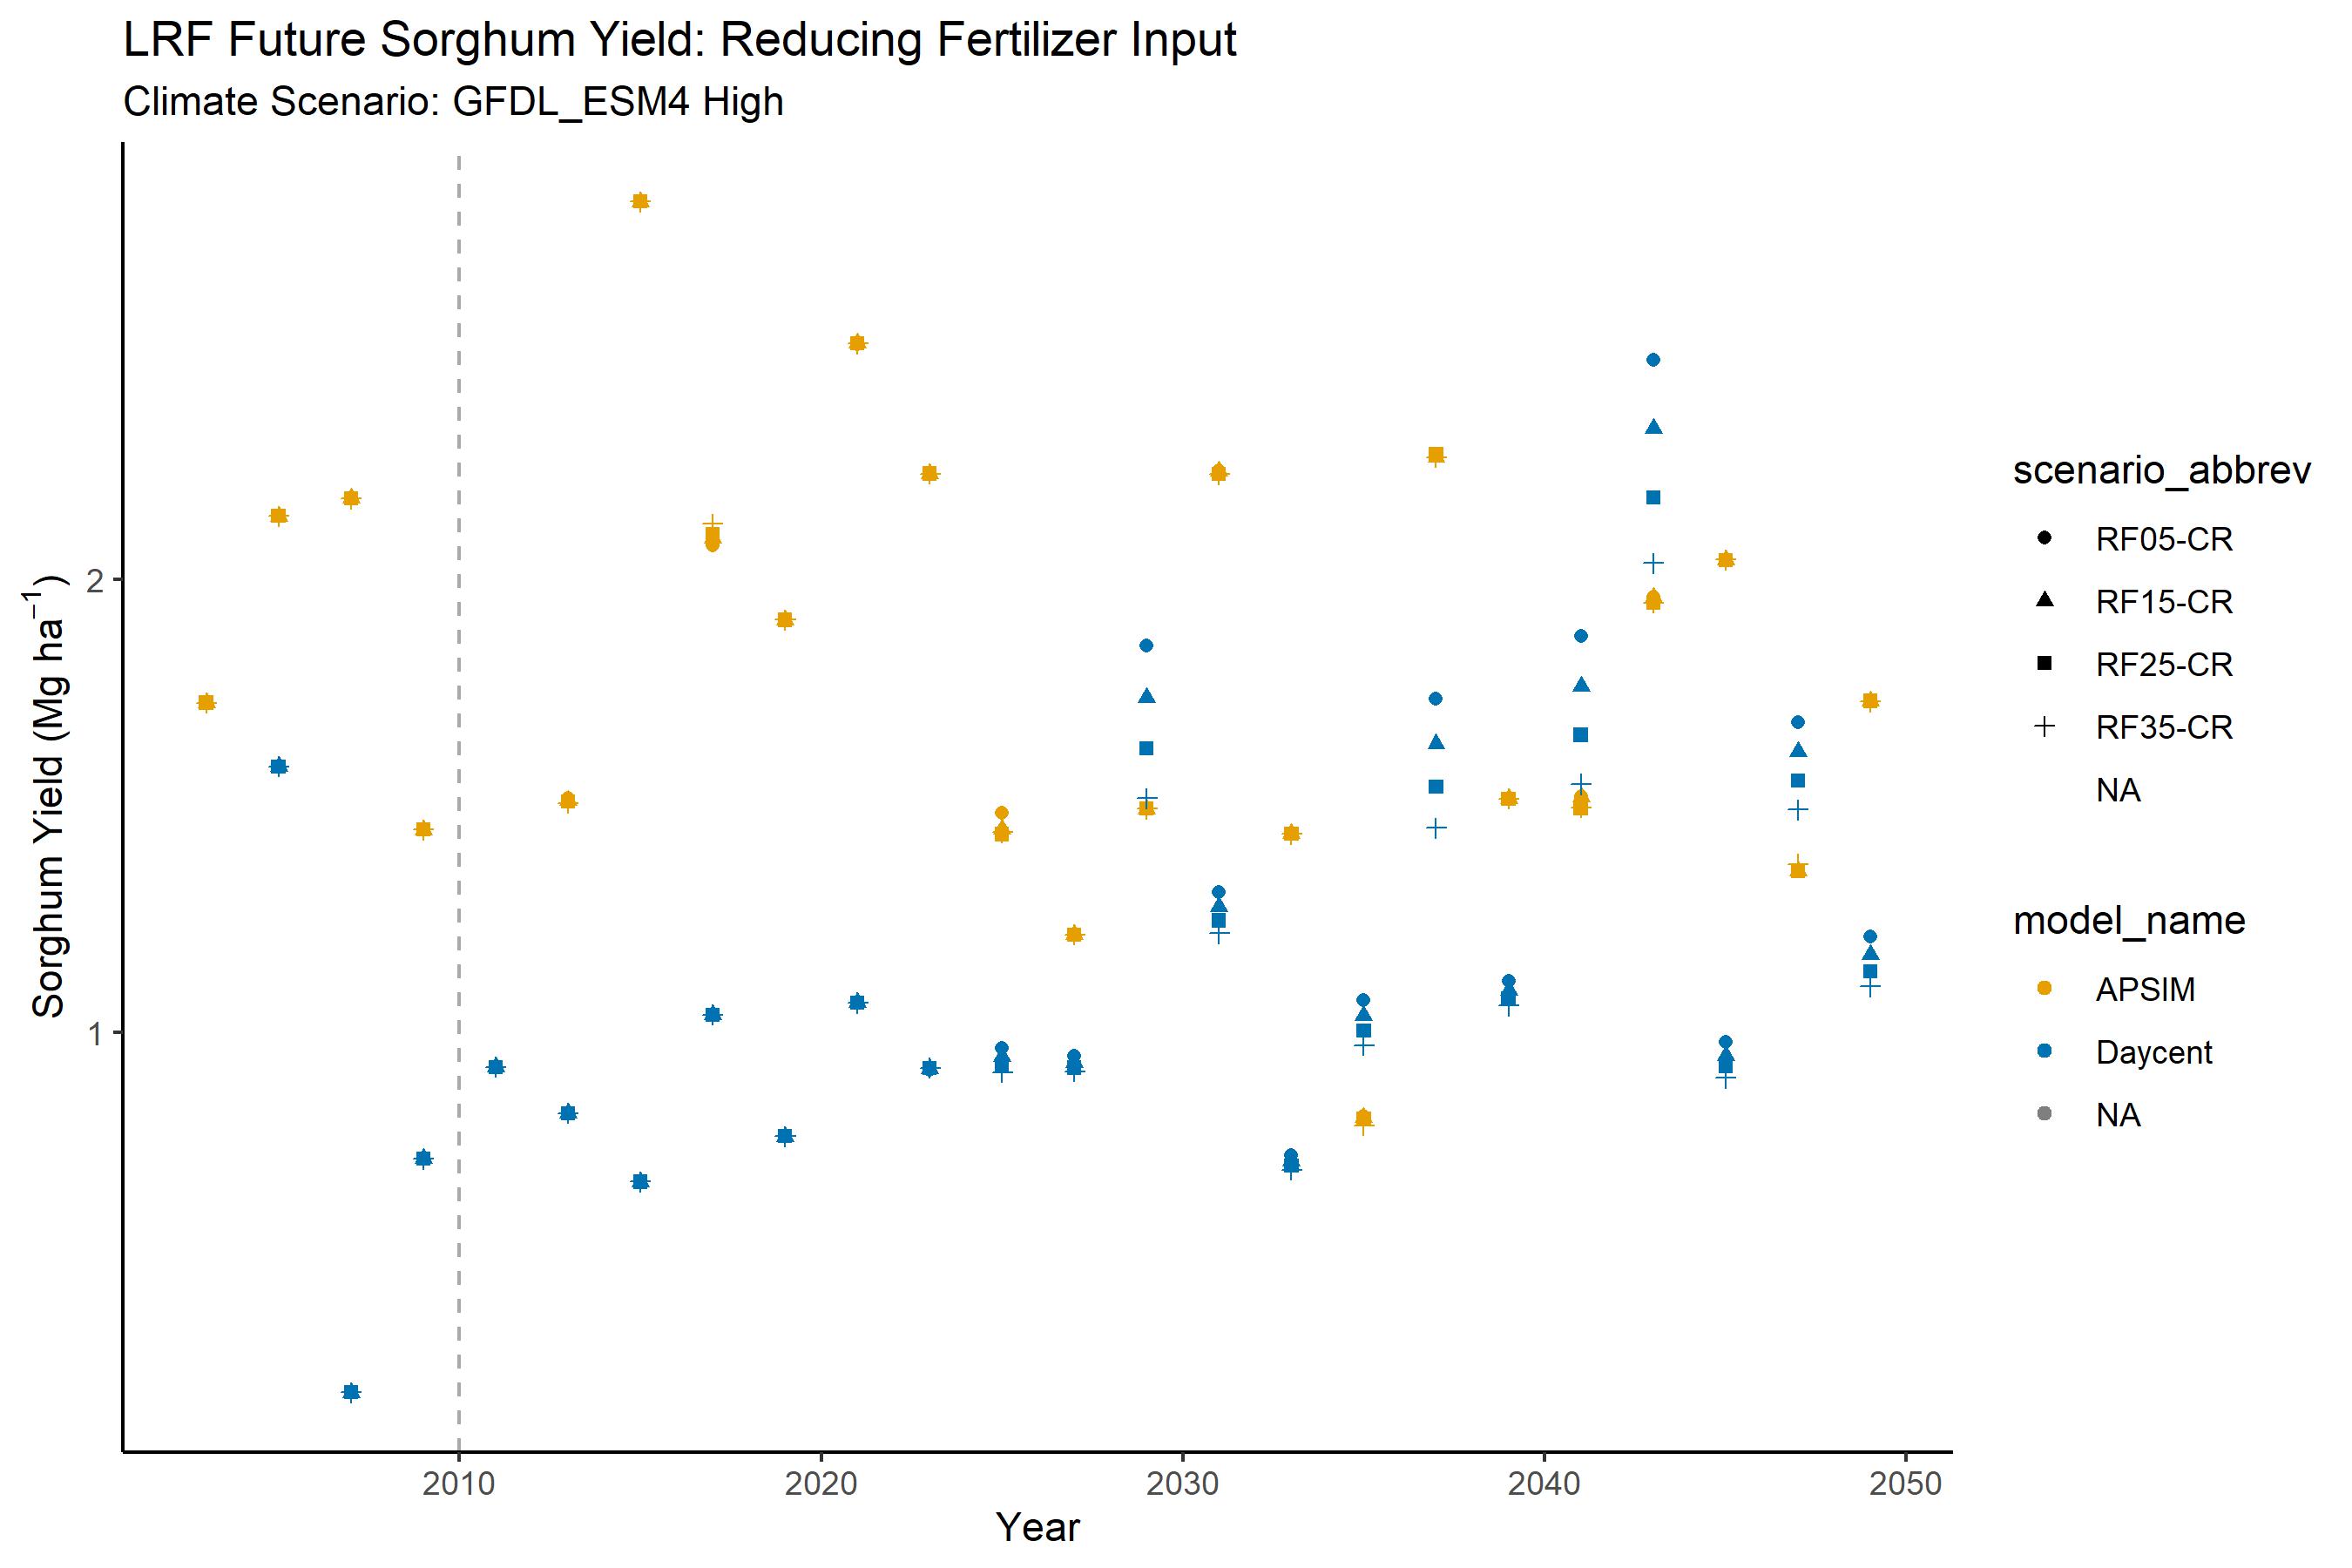 LRF Future Sorghum Yield: Reducing Fertilizer Input
Climate Scenario: GFDL_ESM4 High
Sorghum Yield (Mg ha⁻¹)
2
1
2010
2020
2030
2040
2050
Year
scenario_abbrev
RF05-CR
RF15-CR
RF25-CR
RF35-CR
NA
model_name
APSIM
Daycent
NA